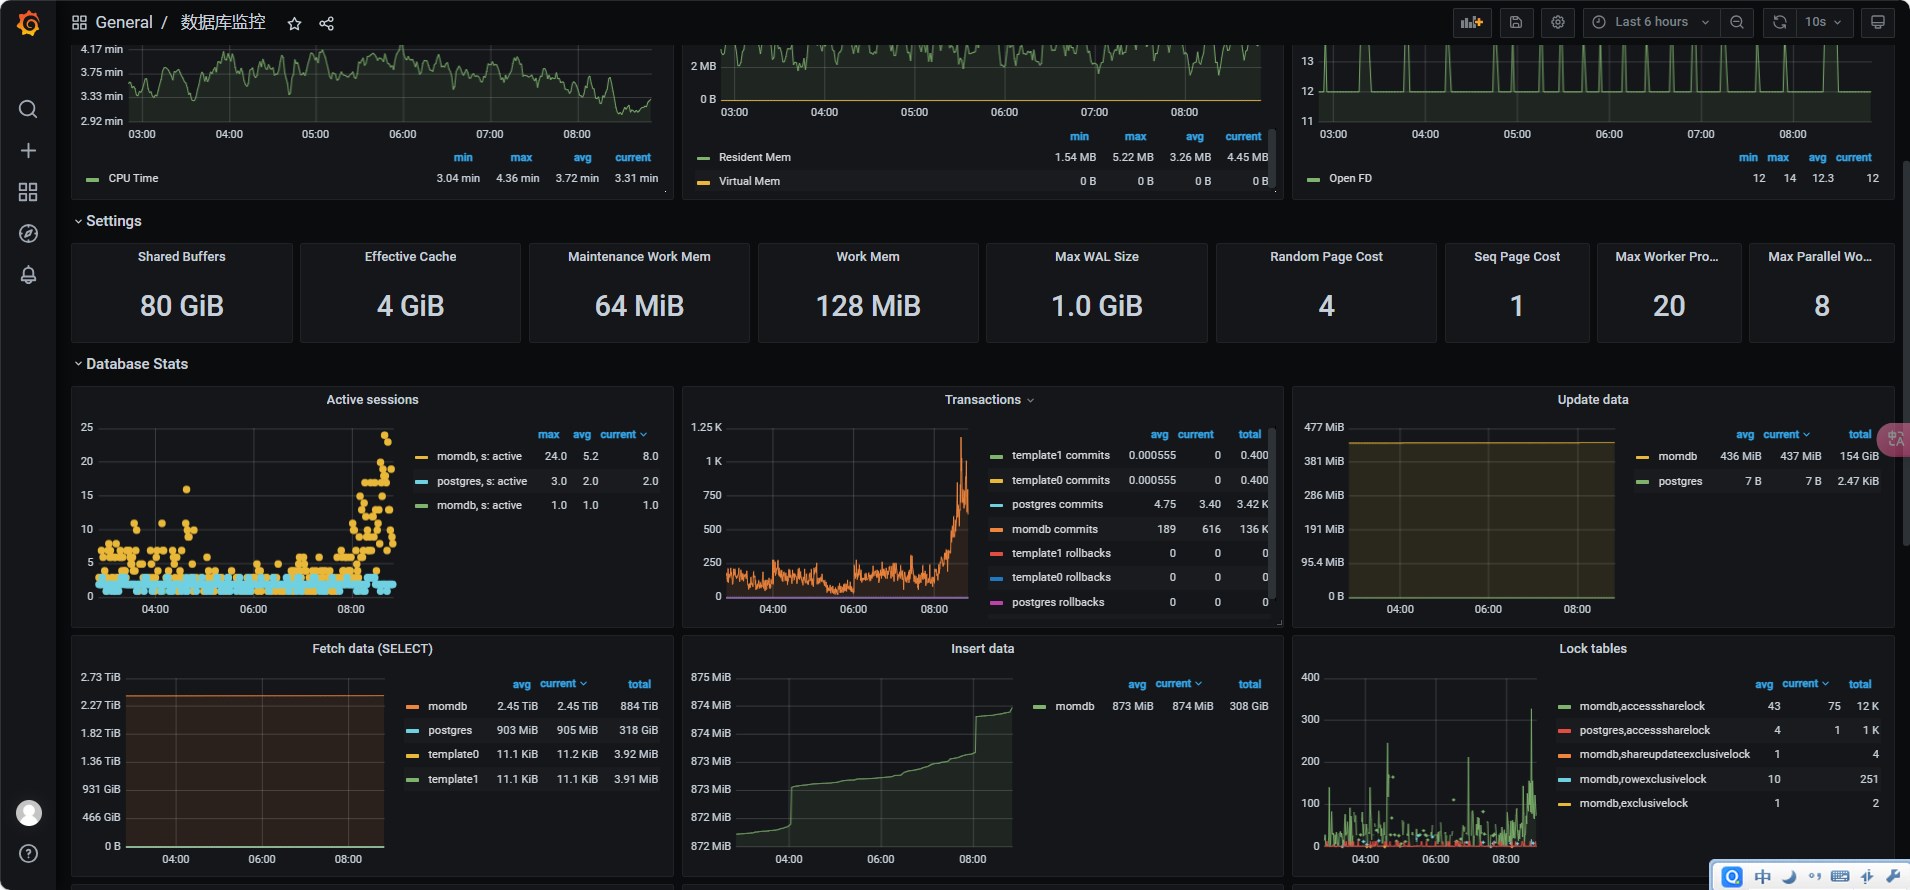 General / 数据库监控
Last 6 hours
10s
4.17 min
3.75 min
3.33 min
2.92 min
03:00 04:00 05:00 06:00 07:00 08:00
min max avg current
CPU Time 3.04 min 4.36 min 3.72 min 3.31 min
2 MB
0 B
03:00 04:00 05:00 06:00 07:00 08:00
min max avg current
Resident Mem 1.54 MB 5.22 MB 3.26 MB 4.45 MB
Virtual Mem 0 B 0 B 0 B 0 B
13
12
11
03:00 04:00 05:00 06:00 07:00 08:00
min max avg current
Open FD 12 14 12.3 12
Settings
Shared Buffers
80 GiB
Effective Cache
4 GiB
Maintenance Work Mem
64 MiB
Work Mem
128 MiB
Max WAL Size
1.0 GiB
Random Page Cost
4
Seq Page Cost
1
Max Worker Pro...
20
Max Parallel Wo...
8
Database Stats
Active sessions
25
20
15
10
5
0
04:00 06:00 08:00
max avg current
momdb, s: active 24.0 5.2 8.0
postgres, s: active 3.0 2.0 2.0
momdb, s: active 1.0 1.0 1.0
Transactions
1.25 K
1 K
750
500
250
0
04:00 06:00 08:00
avg current total
template1 commits 0.000555 0 0.400
template0 commits 0.000555 0 0.400
postgres commits 4.75 3.40 3.42 K
momdb commits 189 616 136 K
template1 rollbacks 0 0 0
template0 rollbacks 0 0 0
postgres rollbacks 0 0 0
Update data
477 MiB
381 MiB
286 MiB
191 MiB
95.4 MiB
0 B
04:00 06:00 08:00
avg current total
momdb 436 MiB 437 MiB 154 GiB
postgres 7 B 7 B 2.47 KiB
Fetch data (SELECT)
2.73 TiB
2.27 TiB
1.82 TiB
1.36 TiB
931 GiB
466 GiB
0 B
04:00 06:00 08:00
avg current total
momdb 2.45 TiB 2.45 TiB 884 TiB
postgres 903 MiB 905 MiB 318 GiB
template0 11.1 KiB 11.2 KiB 3.92 MiB
template1 11.1 KiB 11.1 KiB 3.91 MiB
Insert data
875 MiB
874 MiB
874 MiB
873 MiB
873 MiB
872 MiB
872 MiB
04:00 06:00 08:00
avg current total
momdb 873 MiB 874 MiB 308 GiB
Lock tables
400
300
200
100
0
04:00 06:00 08:00
avg current total
momdb,accesssharelock 43 75 12 K
postgres,accesssharelock 4 1 1 K
momdb,shareupdateexclusivelock 1 4
momdb,rowexclusivelock 10 251
momdb,exclusivelock 1 2
中